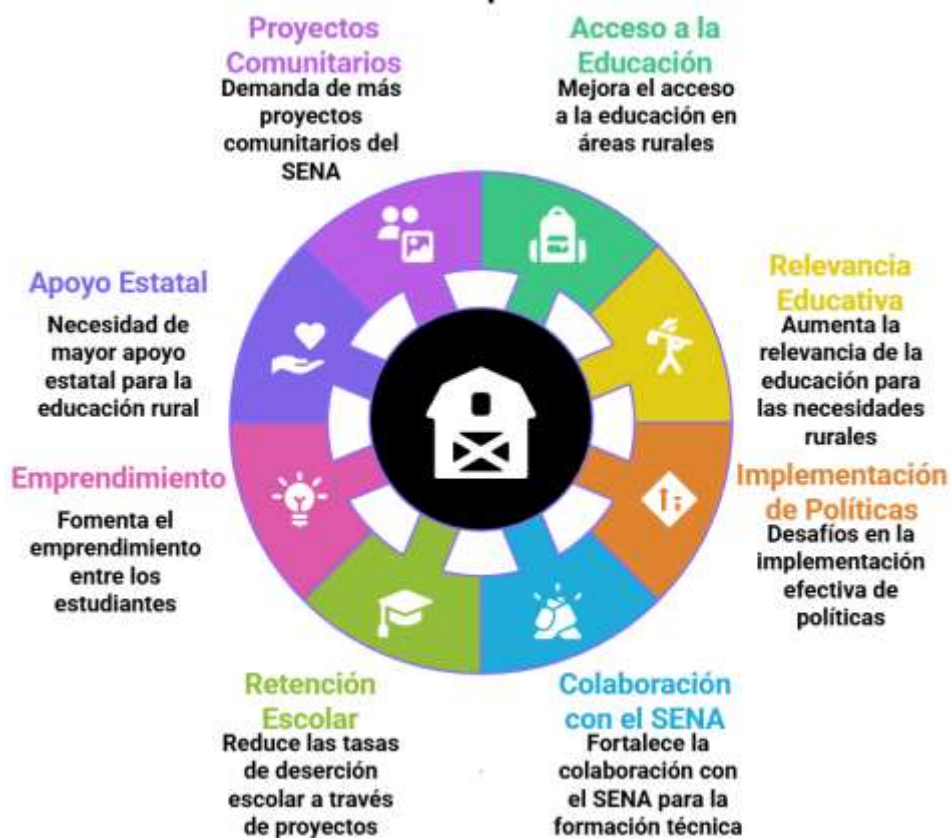 Proyectos
Comunitarios
Demanda de más
proyectos
comunitarios del
SENA
Acceso a la
Educación
Mejora el acceso
a la educación en
áreas rurales
Relevancia
Educativa
Aumenta la
relevancia de la
educación para
las necesidades
rurales
Implementación
de Políticas
Desafíos en la
implementación
efectiva de
políticas
Colaboración
con el SENA
Fortalece la
colaboración con
el SENA para la
formación técnica
Retención
Escolar
Reduce las tasas
de deserción
escolar a través
de proyectos
Emprendimiento
Fomenta el
emprendimiento
entre los
estudiantes
Apoyo Estatal
Necesidad de
mayor apoyo
estatal para la
educación rural